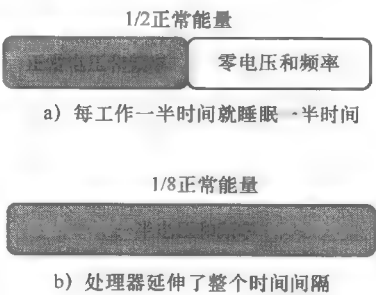 1/2正常能量
零电压和频率
a) 每工作一半时间就睡眠一半时间
1/8正常能量
b) 处理器延伸了整个时间间隔